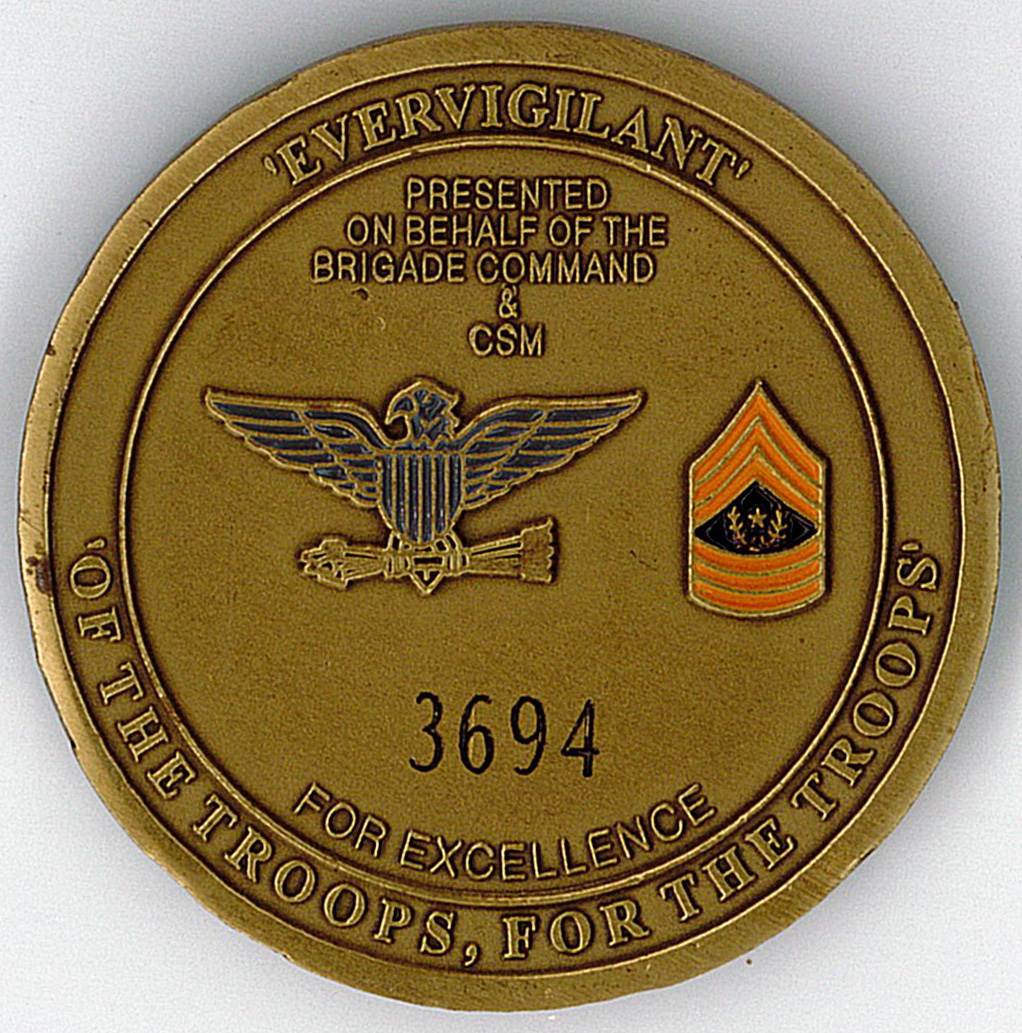 'EVERVIGILANT'
PRESENTED
ON BEHALF OF THE
BRIGADE COMMAND
&
CSM
3694
FOR EXCELLENCE
'OF THE TROOPS, FOR THE TROOPS'